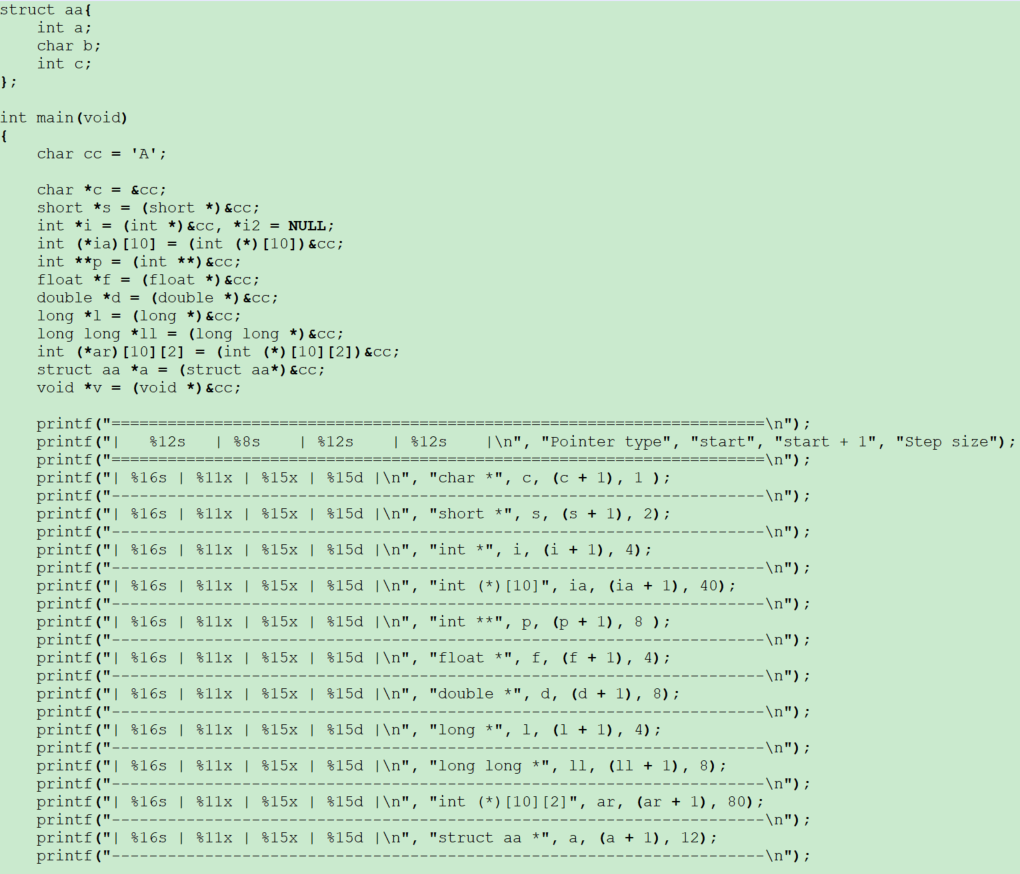 struct aa{
    int a;
    char b;
    int c;
};

int main(void)
{
    char cc = 'A';

    char *c = &cc;
    short *s = (short *)&cc;
    int *i = (int *)&cc, *i2 = NULL;
    int (*ia)[10] = (int (*)[10])&cc;
    int **p = (int **)&cc;
    float *f = (float *)&cc;
    double *d = (double *)&cc;
    long *l = (long *)&cc;
    long long *ll = (long long *)&cc;
    int (*ar)[10][2] = (int (*)[10][2])&cc;
    struct aa *a = (struct aa*)&cc;
    void *v = (void *)&cc;

    printf("======================================================================\n");
    printf("|   %12s   | %8s    | %12s    | %12s    |\n", "Pointer type", "start", "start + 1", "Step size");
    printf("======================================================================\n");
    printf("| %16s | %11x | %15x | %15d |\n", "char *", c, (c + 1), 1 );
    printf("----------------------------------------------------------------------\n");
    printf("| %16s | %11x | %15x | %15d |\n", "short *", s, (s + 1), 2);
    printf("----------------------------------------------------------------------\n");
    printf("| %16s | %11x | %15x | %15d |\n", "int *", i, (i + 1), 4);
    printf("----------------------------------------------------------------------\n");
    printf("| %16s | %11x | %15x | %15d |\n", "int (*)[10]", ia, (ia + 1), 40);
    printf("----------------------------------------------------------------------\n");
    printf("| %16s | %11x | %15x | %15d |\n", "int **", p, (p + 1), 8 );
    printf("----------------------------------------------------------------------\n");
    printf("| %16s | %11x | %15x | %15d |\n", "float *", f, (f + 1), 4);
    printf("----------------------------------------------------------------------\n");
    printf("| %16s | %11x | %15x | %15d |\n", "double *", d, (d + 1), 8);
    printf("----------------------------------------------------------------------\n");
    printf("| %16s | %11x | %15x | %15d |\n", "long *", l, (l + 1), 4);
    printf("----------------------------------------------------------------------\n");
    printf("| %16s | %11x | %15x | %15d |\n", "long long *", ll, (ll + 1), 8);
    printf("----------------------------------------------------------------------\n");
    printf("| %16s | %11x | %15x | %15d |\n", "int (*)[10][2]", ar, (ar + 1), 80);
    printf("----------------------------------------------------------------------\n");
    printf("| %16s | %11x | %15x | %15d |\n", "struct aa *", a, (a + 1), 12);
    printf("----------------------------------------------------------------------\n");